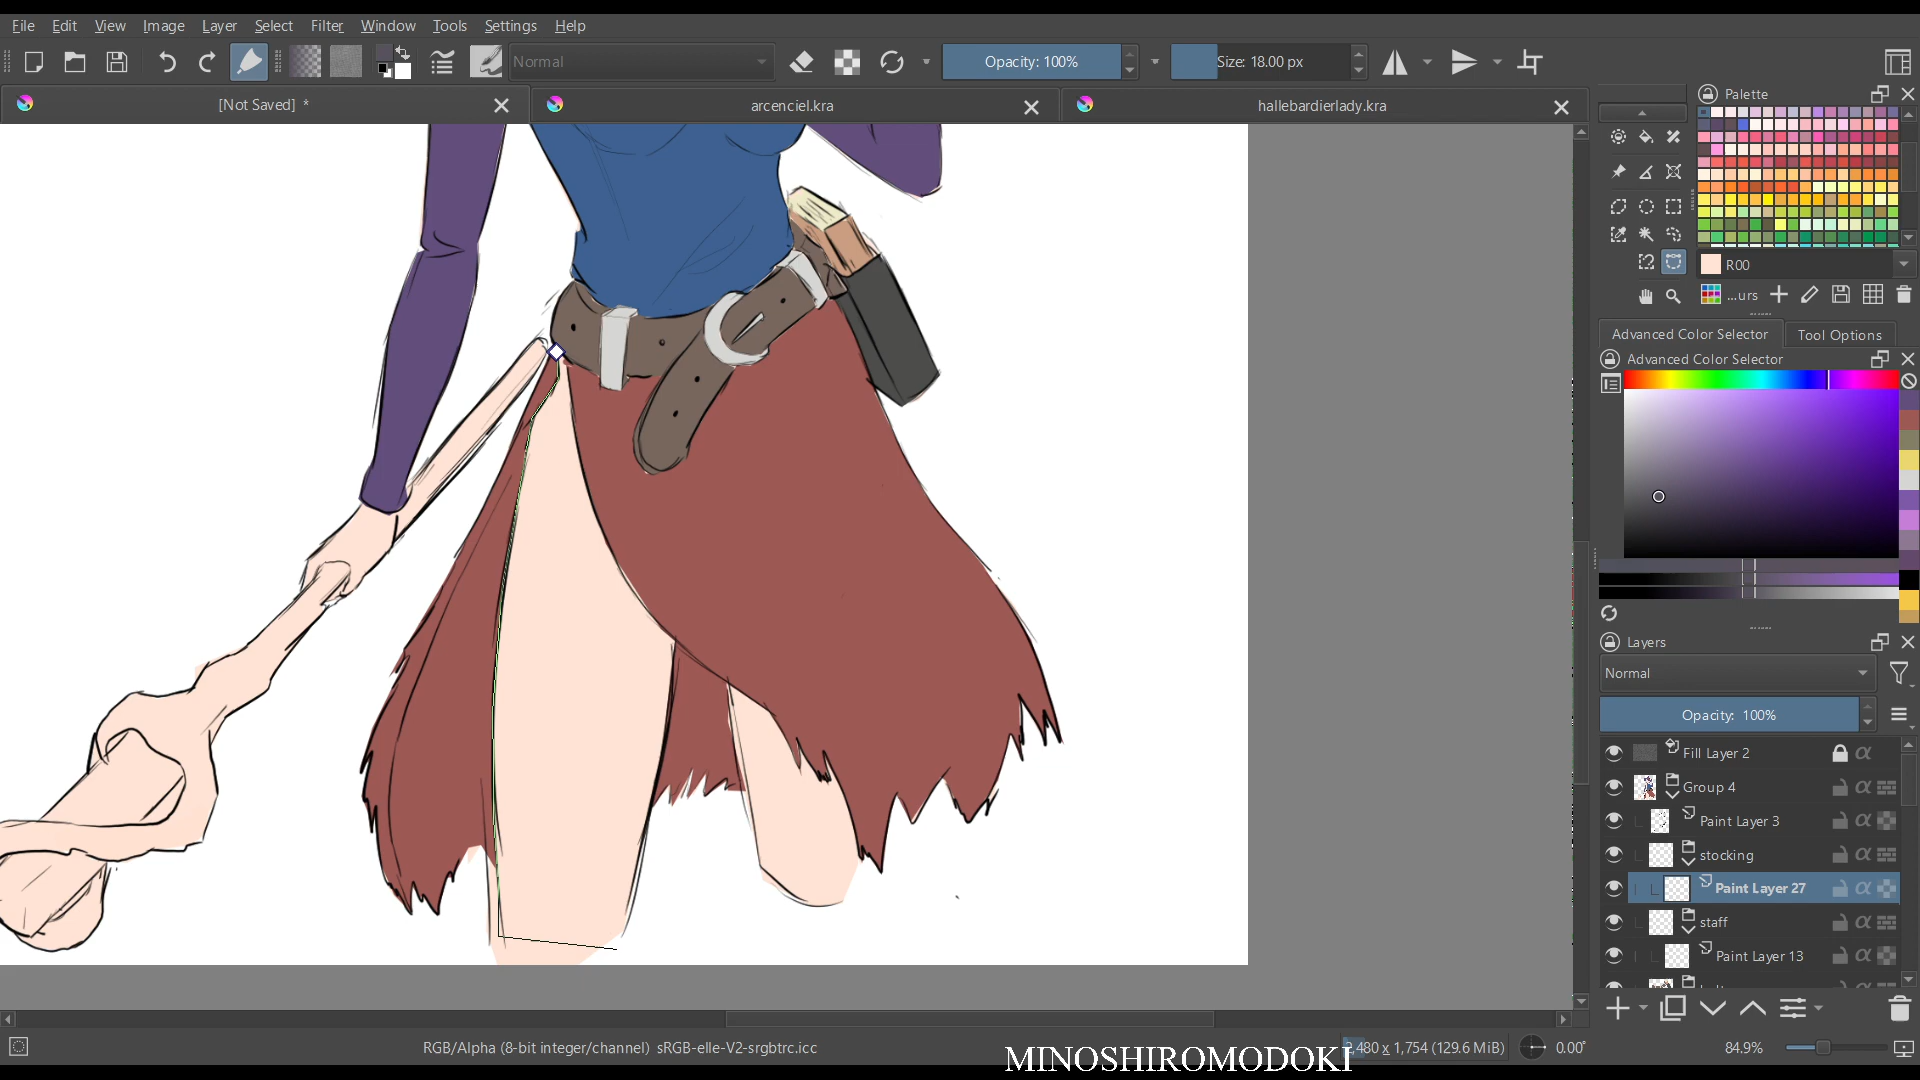 File Edit View Image Layer Select Filter Tools Settings Window Help
Normal
Opacity: 100%
Size: 18.00 px
[Not Saved] *
arcenciel.kra
hallebardierlady.kra
Palette
R00
...urs
Advanced Color Selector
Tool Options
Advanced Color Selector
Layers
Normal
Opacity: 100%
Fill Layer 2
Group 4
Paint Layer 3
stocking
Paint Layer 27
staff
Paint Layer 13
RGB/Alpha (8-bit integer/channel) sRGB-elle-V2-srgbtrc.icc
MINOSHIROMODOKI
2,480 x 1,754 (129.6 MiB)
0.00°
84.9%